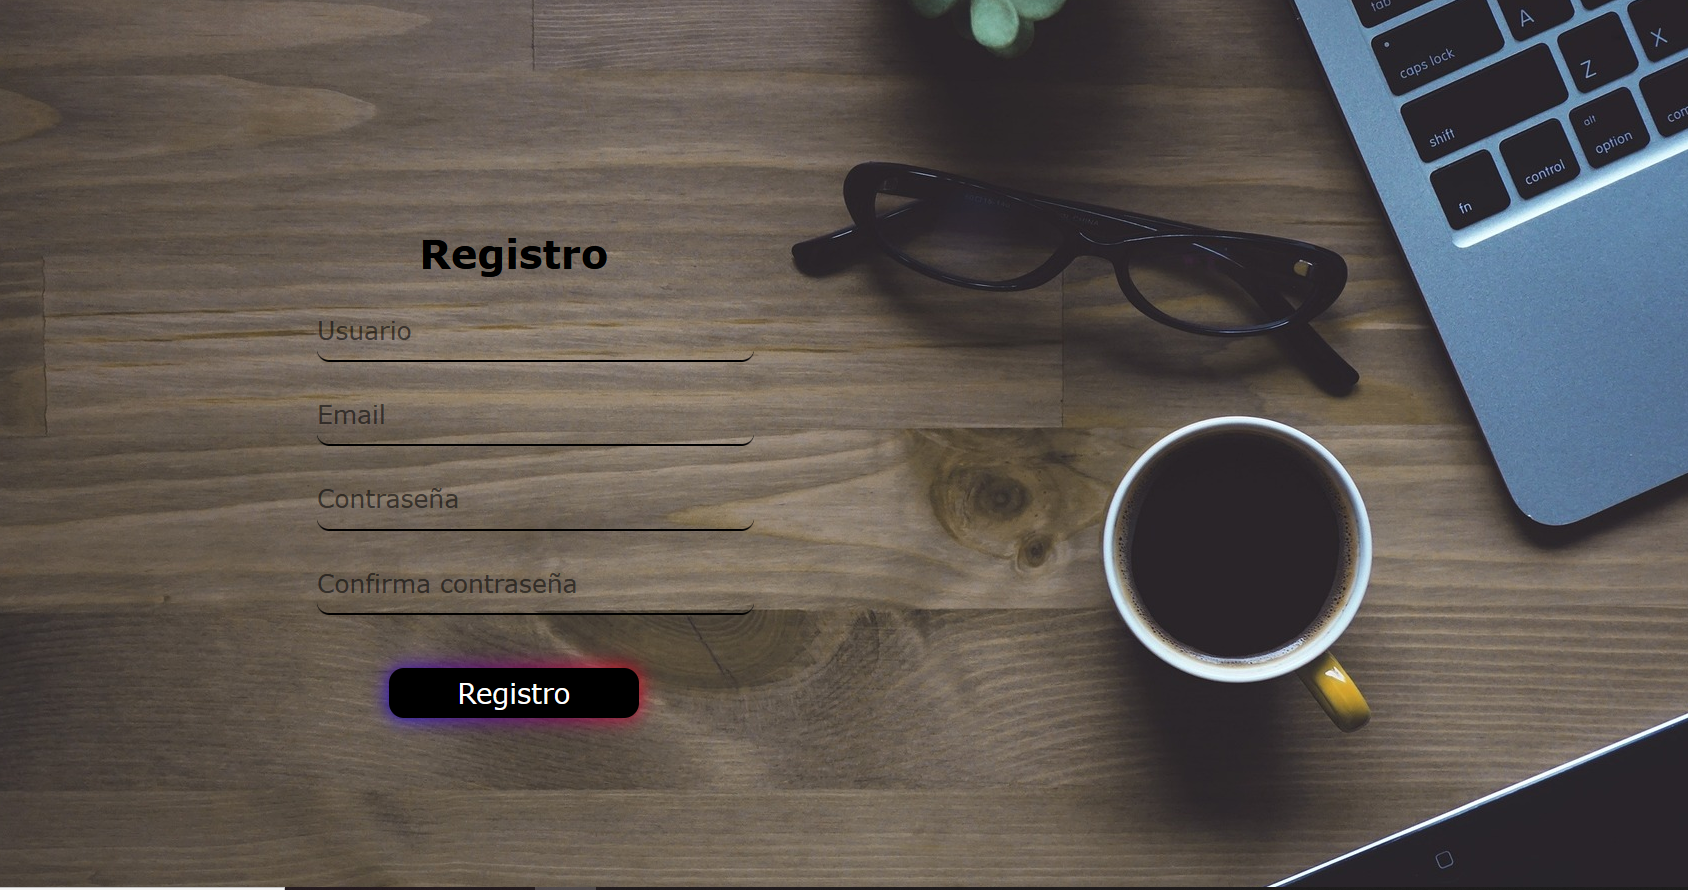 tab
A
caps lock
Z
X
shift
alt
fn
control
option
com
Registro
Usuario
Email
Contraseña
Confirma contraseña
Registro